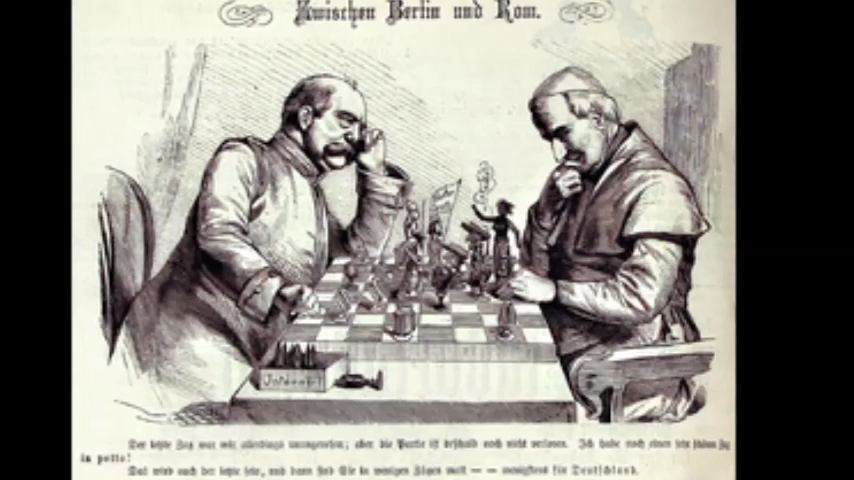 Zwischen Berlin und Rom.
Der letzte Zug war mir allerdings unangenehm; aber die Partie ist deshalb noch nicht verloren. Ich habe noch einen sehr schönen Zug
in petto!
Das wird auch der letzte sein, und dann sind Sie in wenigen Zügen matt — — wenigstens für Deutschland.